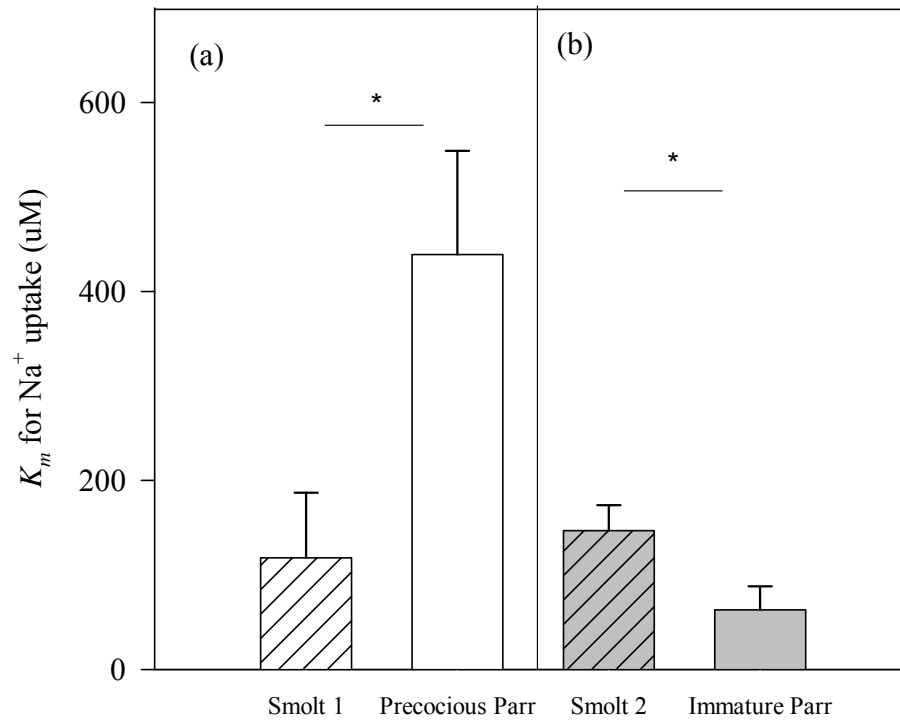 (a)
(b)
*
*
600
400
200
0
K_m for Na⁺ uptake (uM)
Smolt 1
Precocious Parr
Smolt 2
Immature Parr